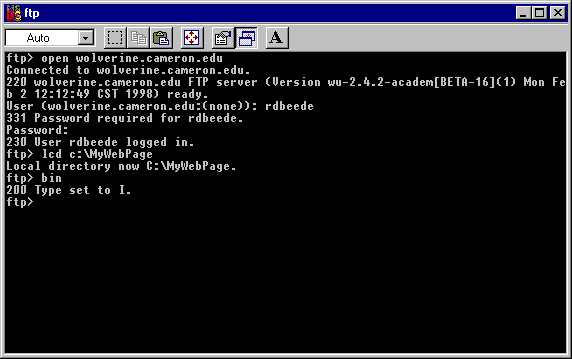 ftp
Auto
A
ftp> open wolverine.cameron.edu
Connected to wolverine.cameron.edu.
220 wolverine.cameron.edu FTP server (Version wu-2.4.2-academ[BETA-16](1) Mon Fe
b 2 12:12:49 CST 1998) ready.
User (wolverine.cameron.edu:(none)): rdbeede
331 Password required for rdbeede.
Password:
230 User rdbeede logged in.
ftp> lcd c:\MyWebPage
Local directory now C:\MyWebPage.
ftp> bin
200 Type set to I.
ftp>